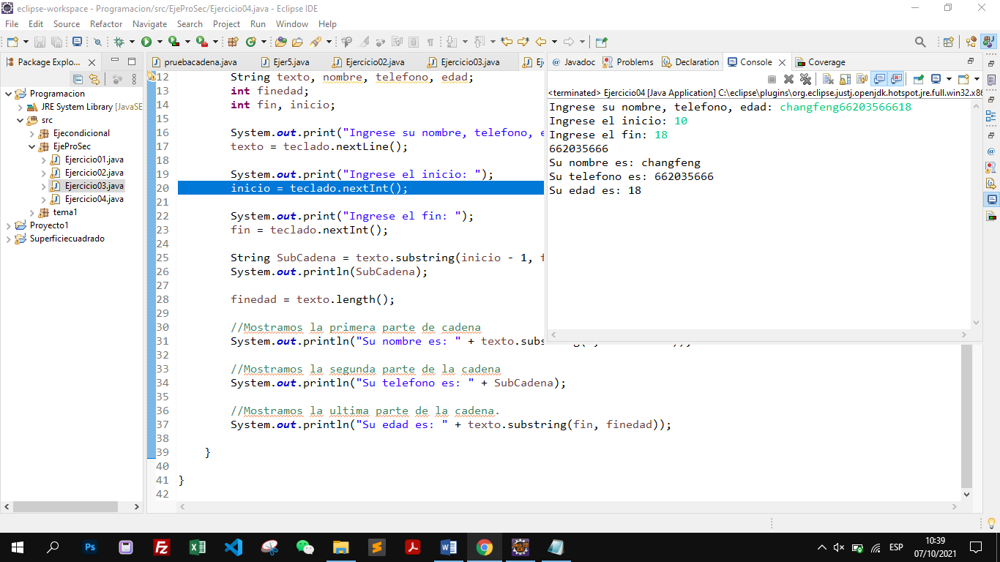 eclipse-workspace - Programacion/src/EjeProSec/Ejercicio04.java - Eclipse IDE
File Edit Source Refactor Navigate Search Project Run Window Help
Package Explo...
Programacion
JRE System Library [JavaSE
src
Ejecondicional
EjeProSec
Ejercicio01.java
Ejercicio02.java
Ejercicio03.java
Ejercicio04.java
tema1
Proyecto1
Superficiecuadrado
pruebacadena.java Ejer5.java Ejercicio02.java Ejercicio03.java Ej
12 String texto, nombre, telefono, edad;
13 int finedad;
14 int fin, inicio;
15
16 System.out.print("Ingrese su nombre, telefono, e
17 texto = teclado.nextLine();
18
19 System.out.print("Ingrese el inicio: ");
20 inicio = teclado.nextInt();
21
22 System.out.print("Ingrese el fin: ");
23 fin = teclado.nextInt();
24
25 String SubCadena = texto.substring(inicio - 1, f
26 System.out.println(SubCadena);
27
28 finedad = texto.length();
29
30 //Mostramos la primera parte de cadena
31 System.out.println("Su nombre es: " + texto.subs
32
33 //Mostramos la segunda parte de la cadena
34 System.out.println("Su telefono es: " + SubCadena);
35
36 //Mostramos la ultima parte de la cadena.
37 System.out.println("Su edad es: " + texto.substring(fin, finedad));
38
39 }
40
41 }
42
@ Javadoc Problems Declaration Console Coverage
<terminated> Ejercicio04 [Java Application] C:\eclipse\plugins\org.eclipse.justj.openjdk.hotspot.jre.full.win32.x86
Ingrese su nombre, telefono, edad: changfeng66203566618
Ingrese el inicio: 10
Ingrese el fin: 18
662035666
Su nombre es: changfeng
Su telefono es: 662035666
Su edad es: 18
ESP
10:39
07/10/2021